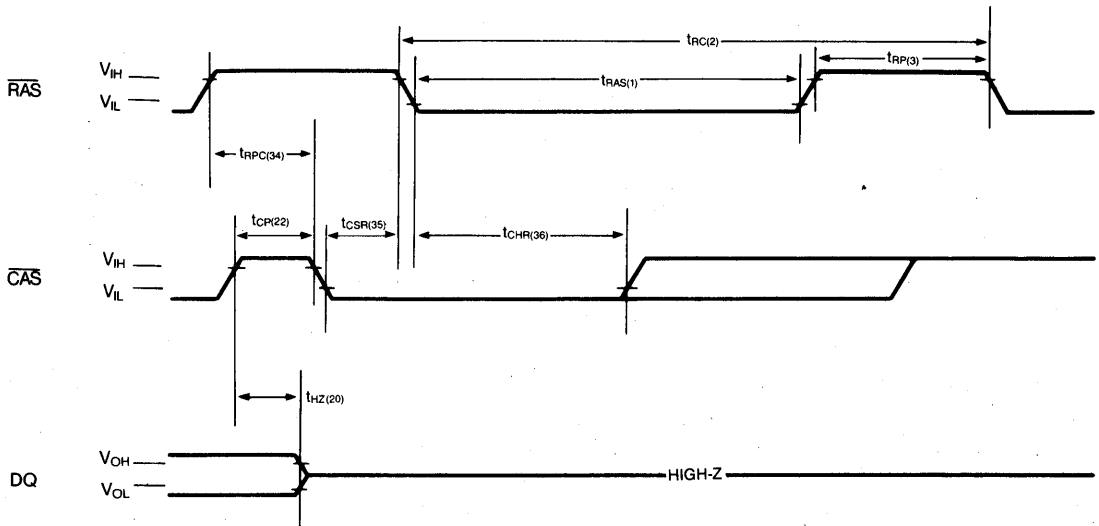 tRC(2)
VIH
tRP(3)
RAS
tRAS(1)
VIL
tRPC(34)
tCP(22)
tCSR(35)
tCHR(36)
VIH
CAS
VIL
tHZ(20)
VOH
DQ
HIGH-Z
VOL